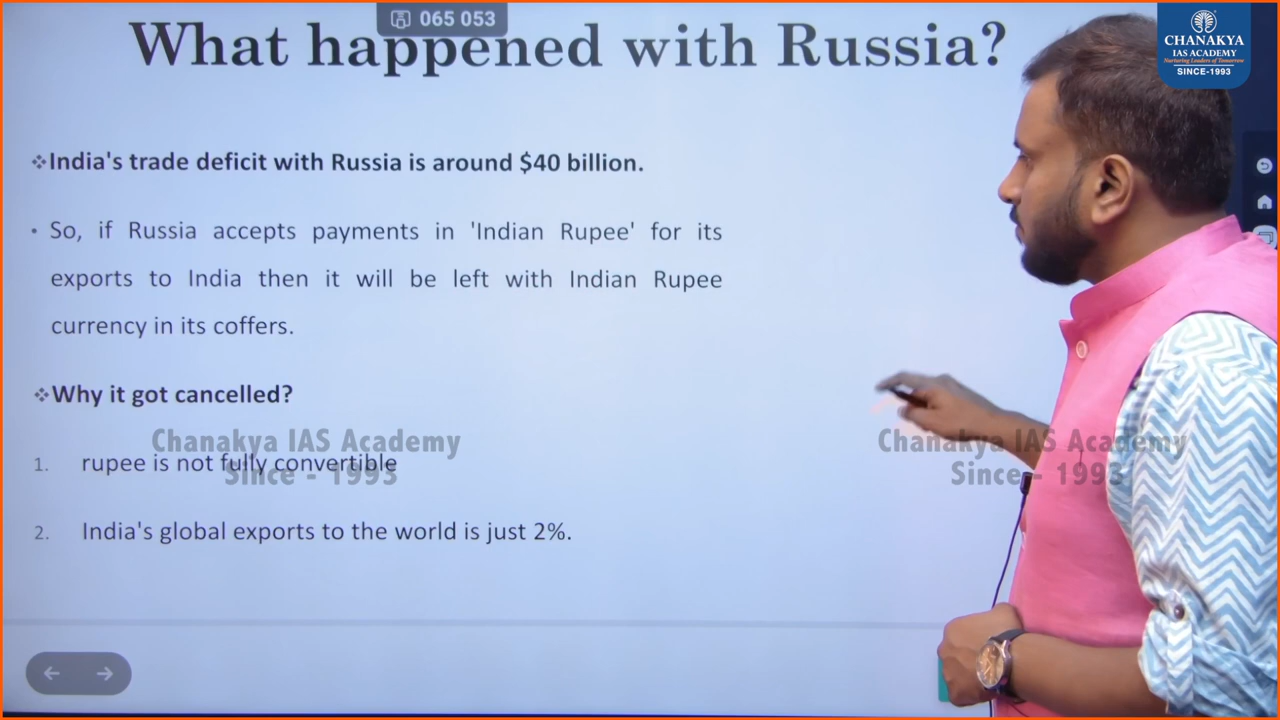 065 053
What happened with Russia?
CHANAKYA
IAS ACADEMY
Nurturing Leaders of Tomorrow
SINCE-1993
❖India's trade deficit with Russia is around $40 billion.
• So, if Russia accepts payments in 'Indian Rupee' for its
exports to India then it will be left with Indian Rupee
currency in its coffers.
❖Why it got cancelled?
Chanakya IAS Academy
Since - 1993
Chanakya IAS Academy
Since - 1993
1. rupee is not fully convertible
2. India's global exports to the world is just 2%.